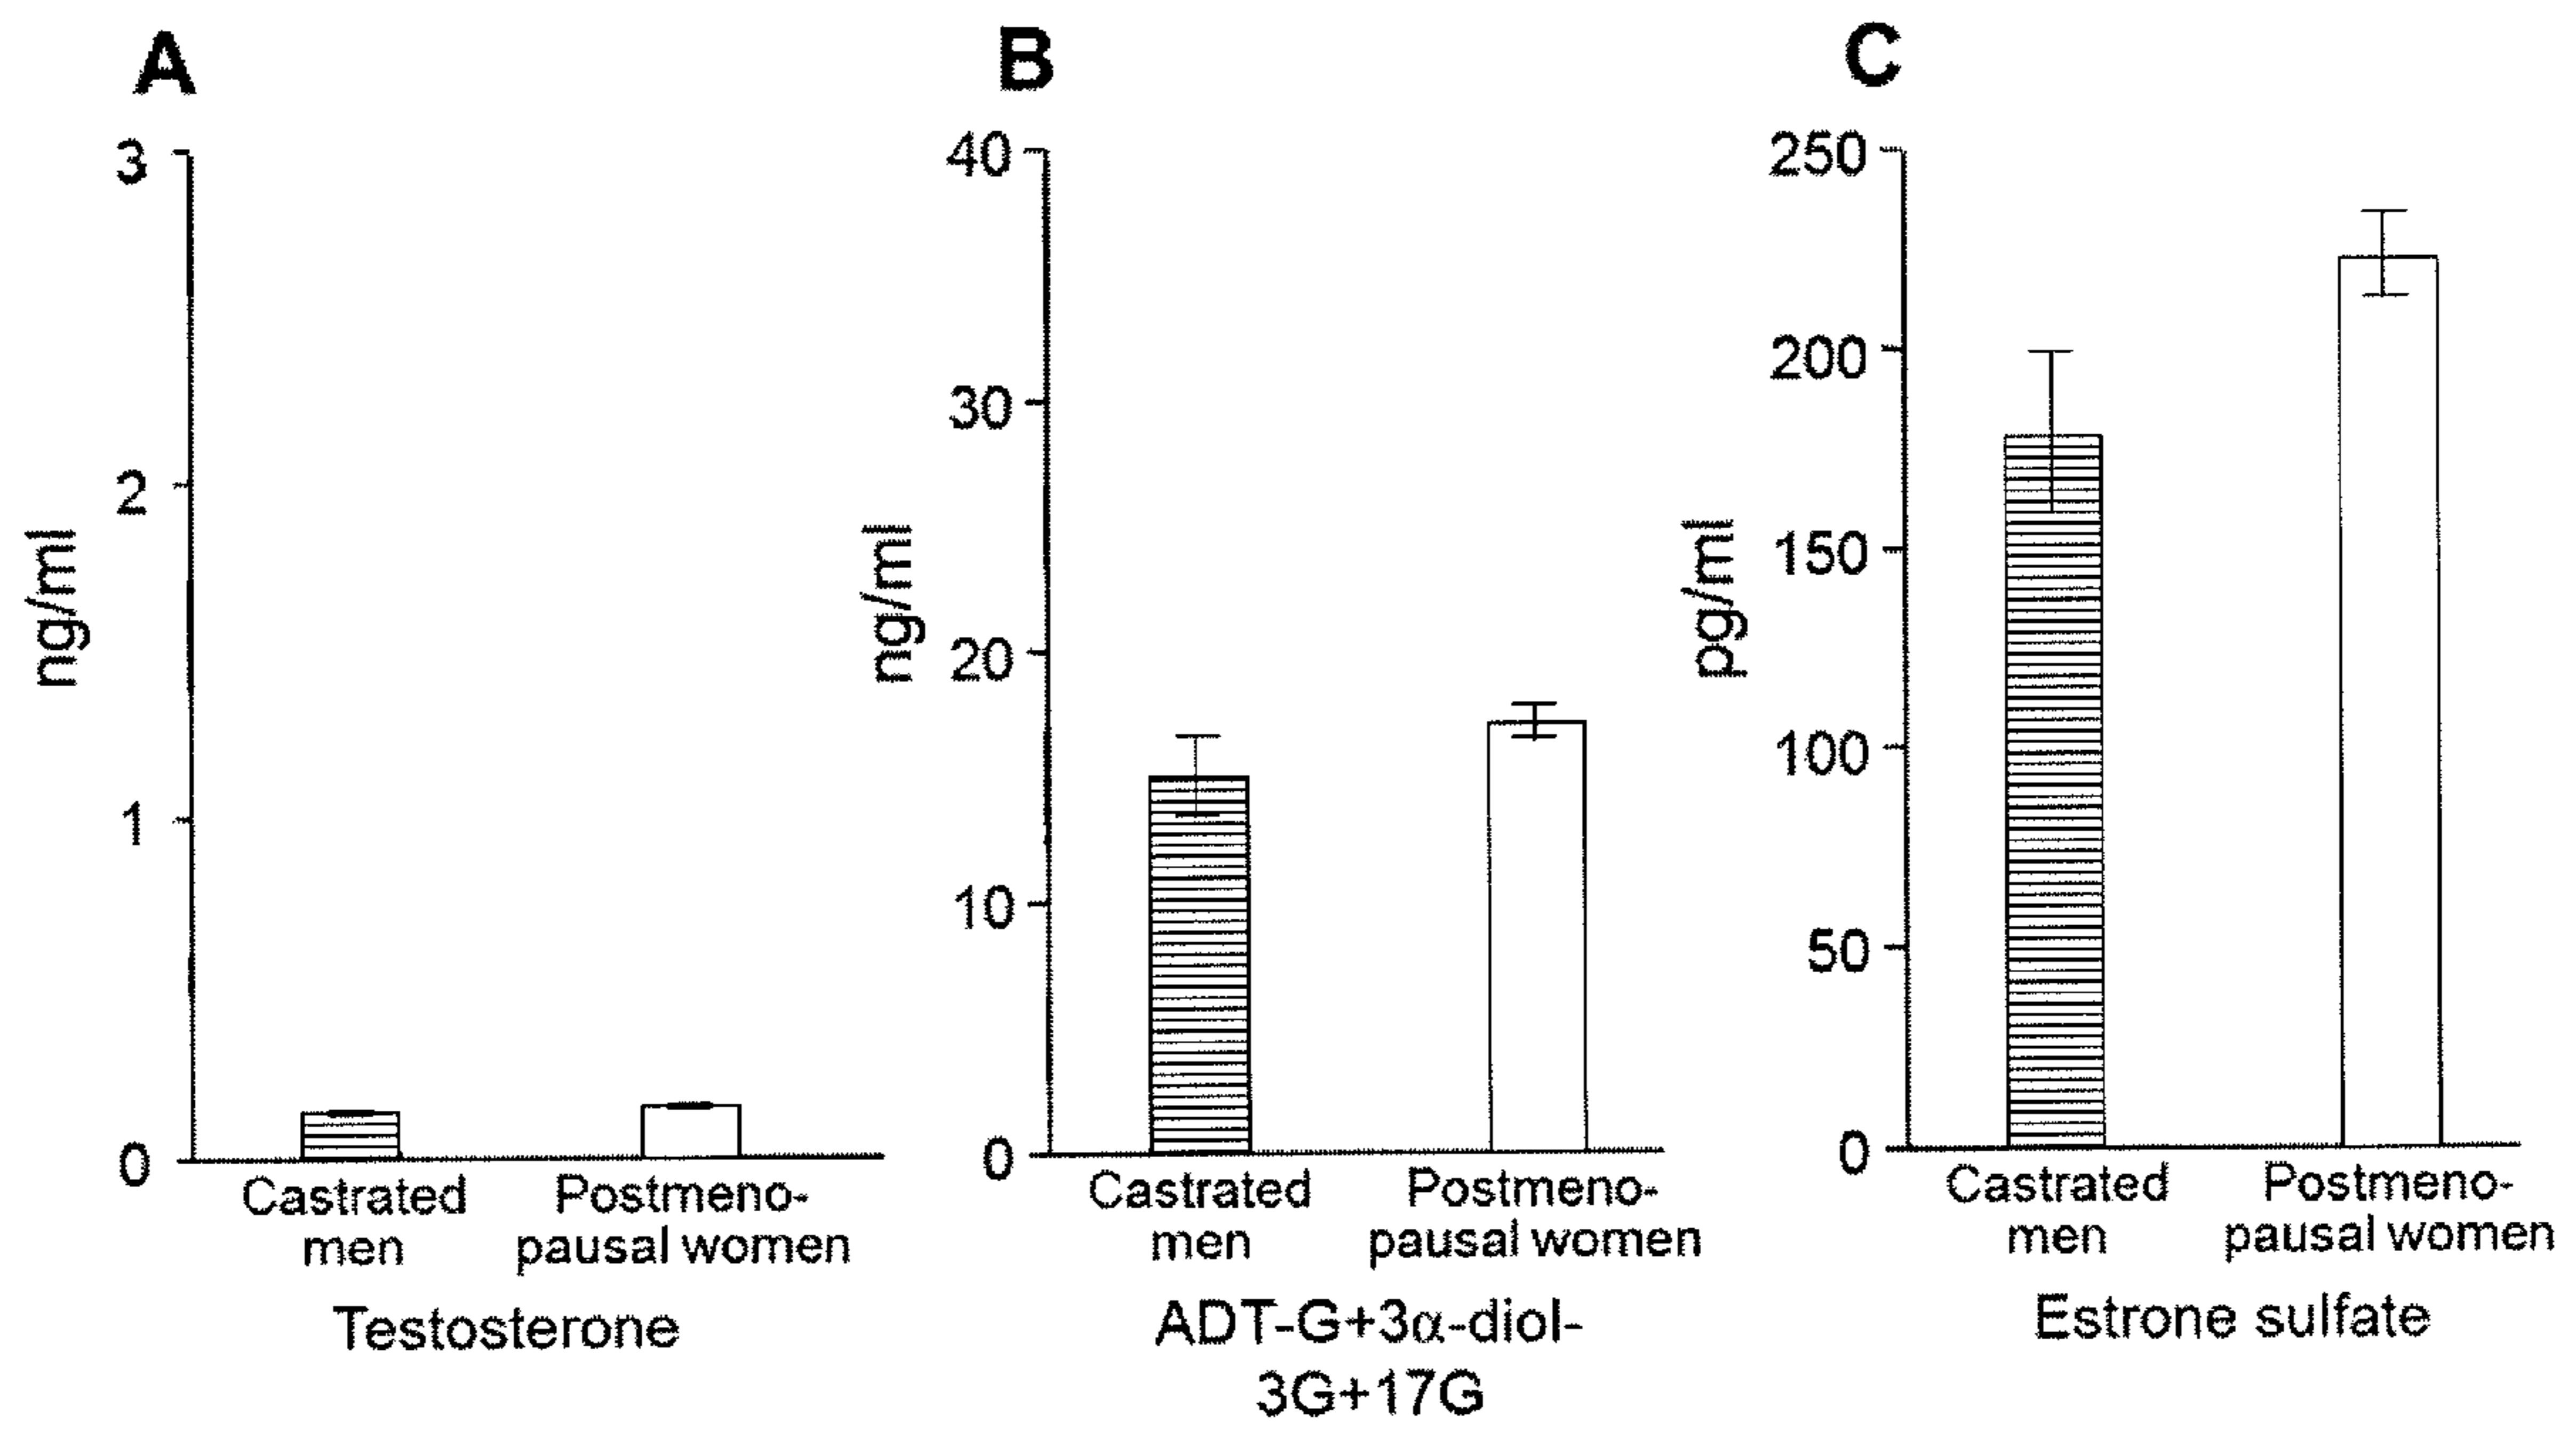 A
3
2
1
0
ng/ml
Castrated
men
Postmeno-
pausal women
Testosterone
B
40
30
20
10
0
ng/ml
Castrated
men
Postmeno-
pausal women
ADT-G+3α-diol-
3G+17G
C
250
200
150
100
50
0
pg/ml
Castrated
men
Postmeno-
pausal women
Estrone sulfate